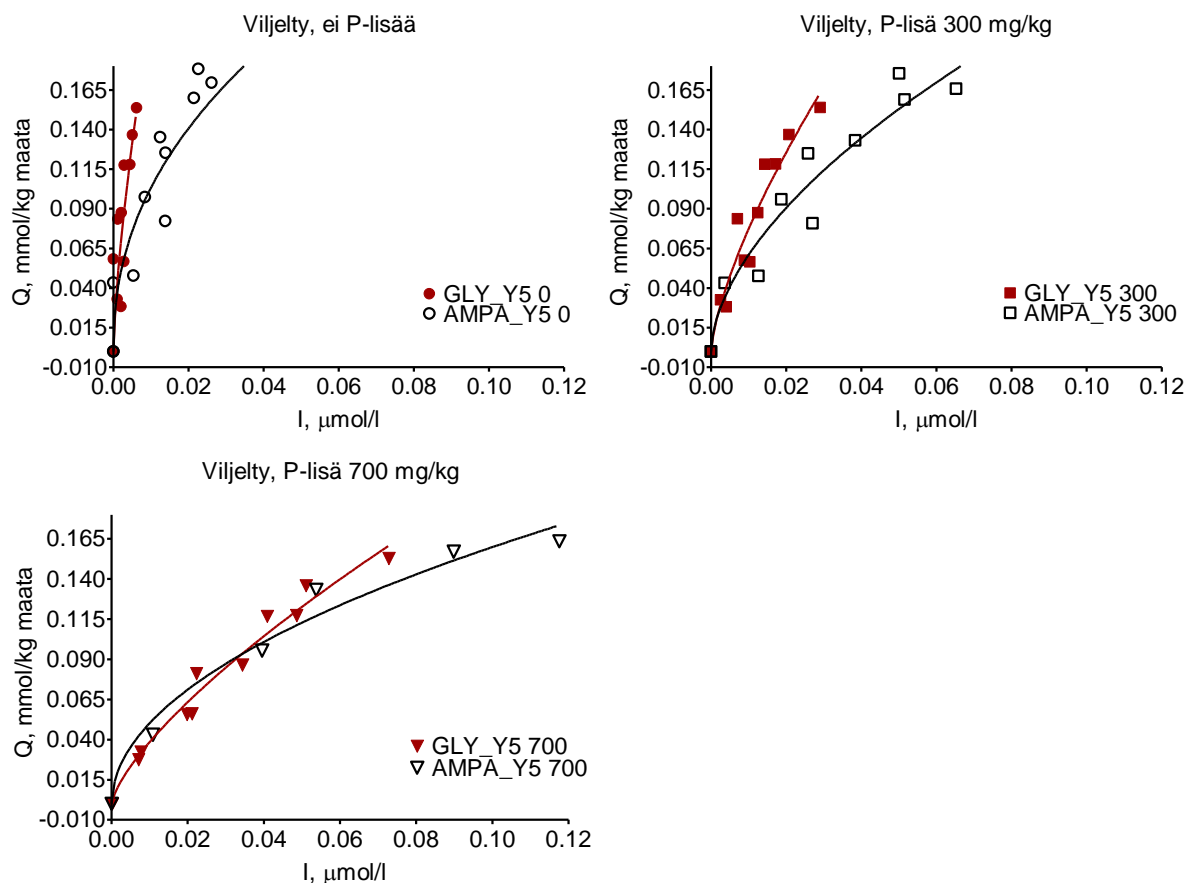 Viljelty, ei P-lisää
Q, mmol/kg maata
0.165
0.140
0.115
0.090
0.065
0.040
0.015
-0.010
GLY_Y5 0
AMPA_Y5 0
0.00 0.02 0.04 0.06 0.08 0.10 0.12
I, μmol/l
Viljelty, P-lisä 300 mg/kg
Q, mmol/kg maata
0.165
0.140
0.115
0.090
0.065
0.040
0.015
-0.010
GLY_Y5 300
AMPA_Y5 300
0.00 0.02 0.04 0.06 0.08 0.10 0.12
I, μmol/l
Viljelty, P-lisä 700 mg/kg
Q, mmol/kg maata
0.165
0.140
0.115
0.090
0.065
0.040
0.015
-0.010
GLY_Y5 700
AMPA_Y5 700
0.00 0.02 0.04 0.06 0.08 0.10 0.12
I, μmol/l